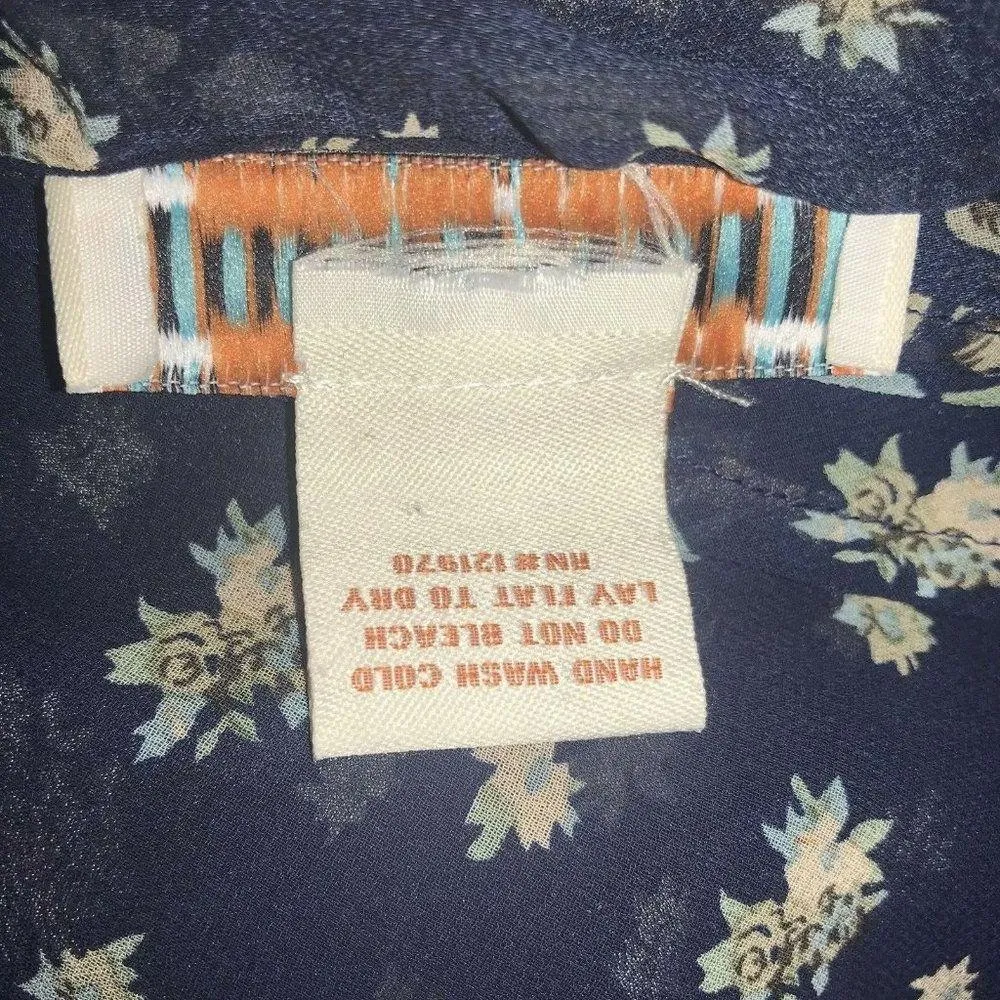 HAND WASH COLD
DO NOT BLEACH
LAY FLAT TO DRY
RN# 121970